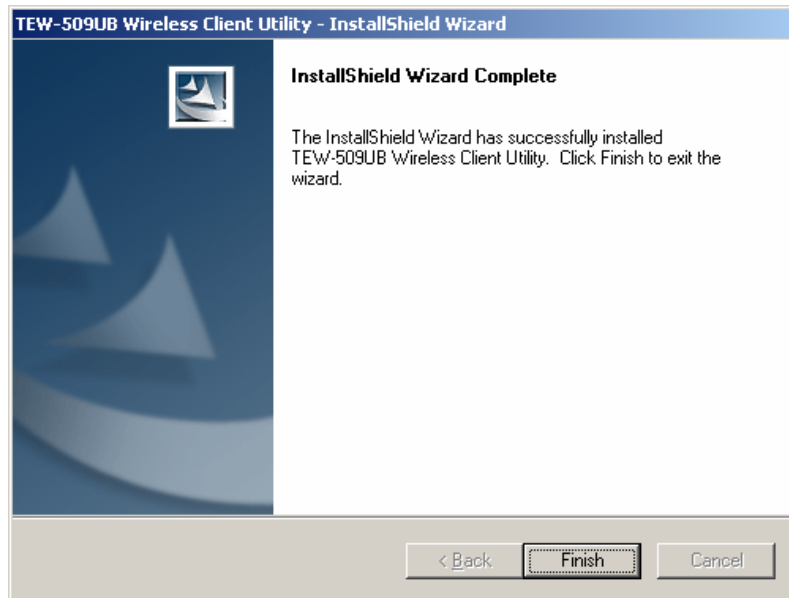 TEW-509UB Wireless Client Utility - InstallShield Wizard
InstallShield Wizard Complete
The InstallShield Wizard has successfully installed
TEW-509UB Wireless Client Utility.  Click Finish to exit the
wizard.
< Back
Finish
Cancel